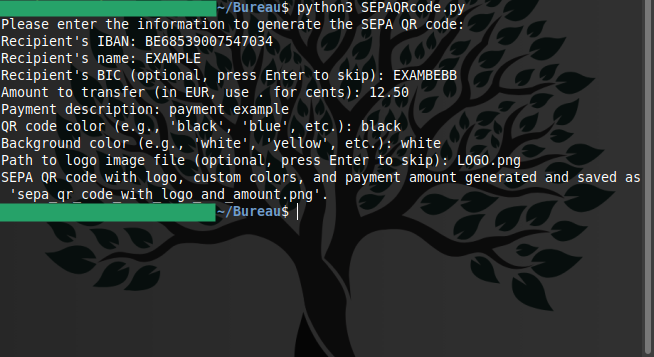 ~/Bureau$ python3 SEPAQRcode.py
Please enter the information to generate the SEPA QR code:
Recipient's IBAN: BE68539007547034
Recipient's name: EXAMPLE
Recipient's BIC (optional, press Enter to skip): EXAMBEBB
Amount to transfer (in EUR, use . for cents): 12.50
Payment description: payment example
QR code color (e.g., 'black', 'blue', etc.): black
Background color (e.g., 'white', 'yellow', etc.): white
Path to logo image file (optional, press Enter to skip): LOGO.png
SEPA QR code with logo, custom colors, and payment amount generated and saved as
'sepa_qr_code_with_logo_and_amount.png'.
~/Bureau$